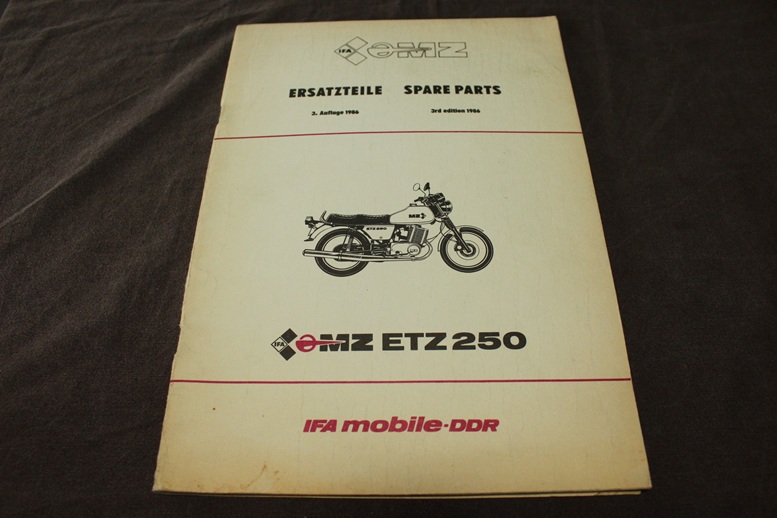 IFA MZ
ERSATZTEILE SPARE PARTS
3. Auflage 1986 3rd edition 1986
MZ
ETZ 250
IFA MZ ETZ 250
IFA mobile-DDR